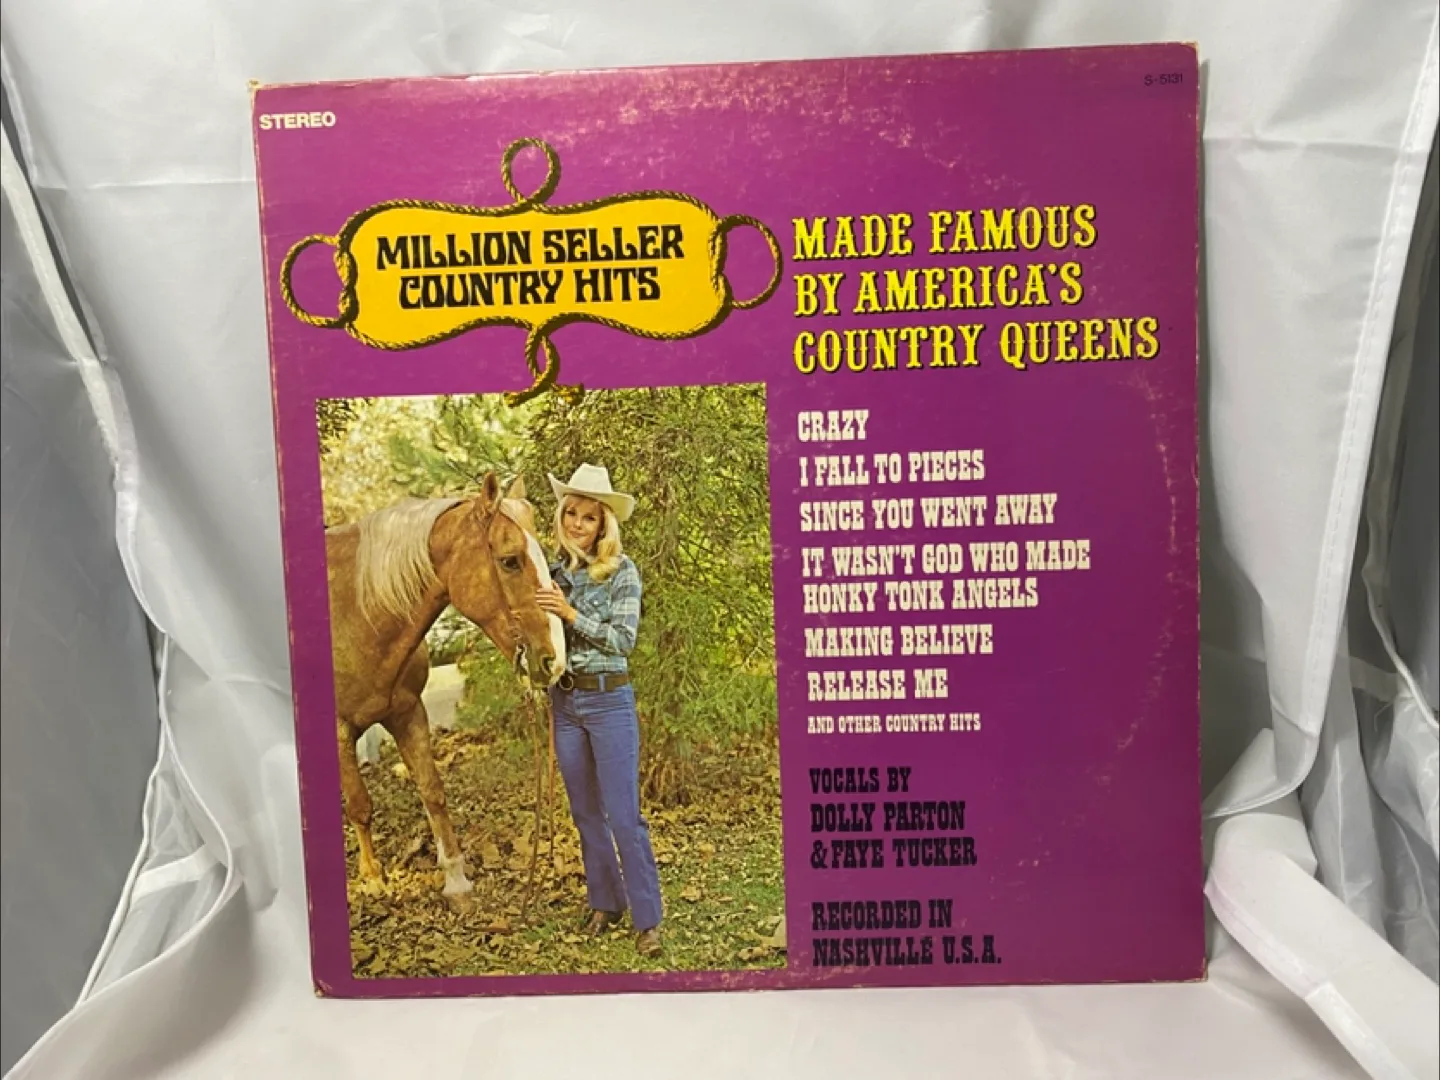 STEREO
S-5131
MILLION SELLER
COUNTRY HITS
MADE FAMOUS
BY AMERICA'S
COUNTRY QUEENS
CRAZY
I FALL TO PIECES
SINCE YOU WENT AWAY
IT WASN'T GOD WHO MADE
HONKY TONK ANGELS
MAKING BELIEVE
RELEASE ME
AND OTHER COUNTRY HITS
VOCALS BY
DOLLY PARTON
& FAYE TUCKER
RECORDED IN
NASHVILLE U.S.A.